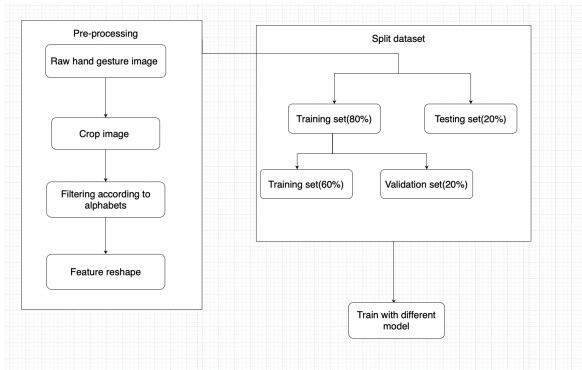 Pre-processing
Raw hand gesture image
Crop image
Filtering according to
alphabets
Feature reshape
Split dataset
Training set(80%)
Testing set(20%)
Training set(60%)
Validation set(20%)
Train with different
model